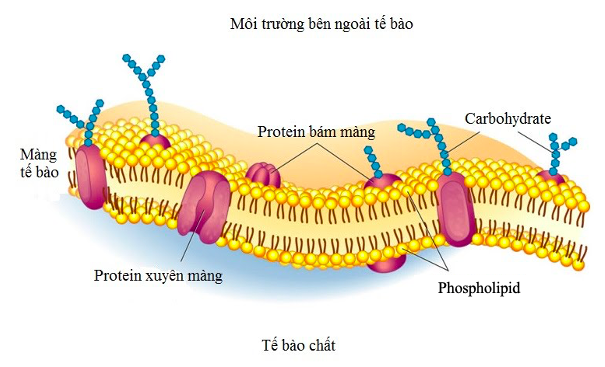 Môi trường bên ngoài tế bào
Carbohydrate
Protein bám màng
Màng
tế bào
Protein xuyên màng
Phospholipid
Tế bào chất